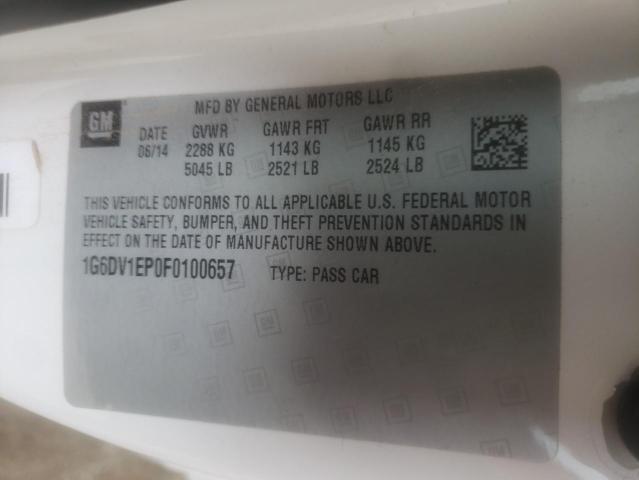 MFD BY GENERAL MOTORS LLC
GM
DATE GVWR GAWR FRT GAWR RR
06/14 2288 KG 1143 KG 1145 KG
5045 LB 2521 LB 2524 LB
THIS VEHICLE CONFORMS TO ALL APPLICABLE U.S. FEDERAL MOTOR
VEHICLE SAFETY, BUMPER, AND THEFT PREVENTION STANDARDS IN
EFFECT ON THE DATE OF MANUFACTURE SHOWN ABOVE.
1G6DV1EP0F0100657 TYPE: PASS CAR